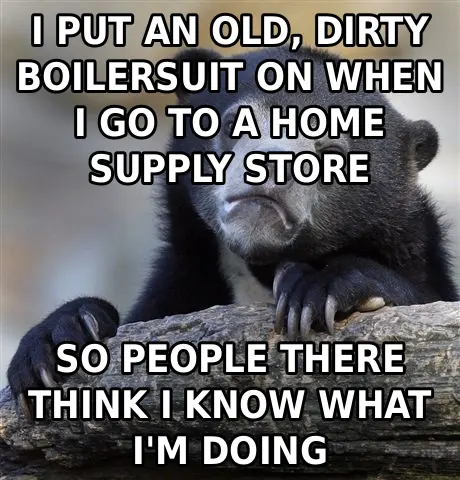 I PUT AN OLD, DIRTY
BOILERSUIT ON WHEN
I GO TO A HOME
SUPPLY STORE
SO PEOPLE THERE
THINK I KNOW WHAT
I'M DOING